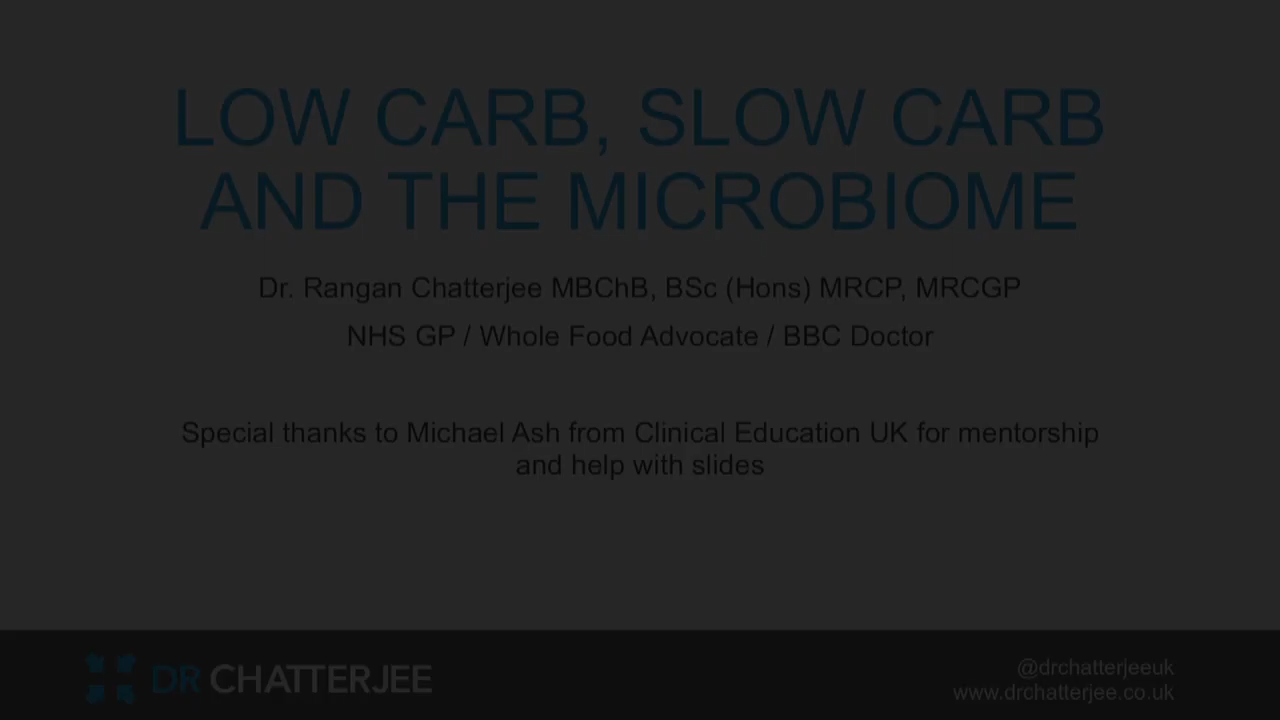 LOW CARB, SLOW CARB
AND THE MICROBIOME
Dr. Rangan Chatterjee MBChB, BSc (Hons) MRCP, MRCGP
NHS GP / Whole Food Advocate / BBC Doctor
Special thanks to Michael Ash from Clinical Education UK for mentorship
and help with slides
DR CHATTERJEE
@drchatterjeeuk
www.drchatterjee.co.uk